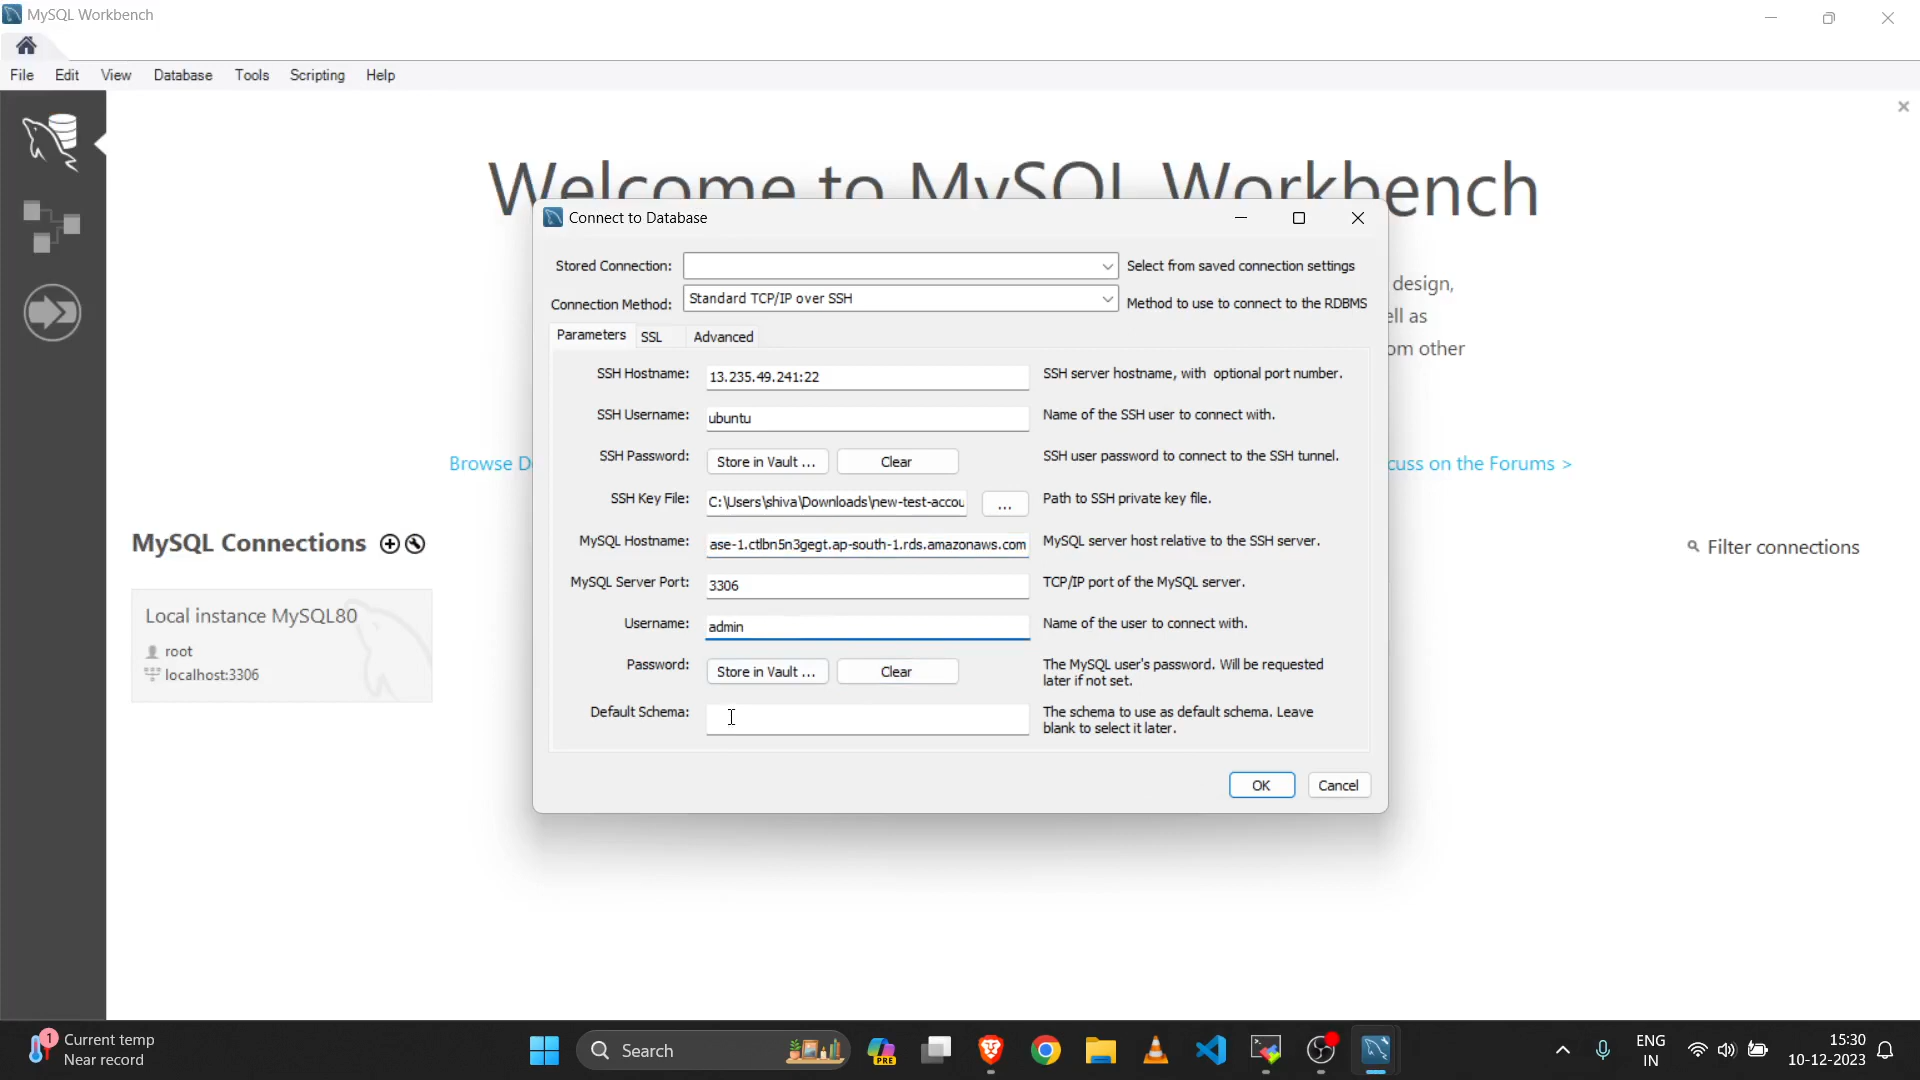 MySQL Workbench
File Edit View Database Tools Scripting Help
Welcome to MySQL Workbench
Connect to Database
Stored Connection: Select from saved connection settings
design,
Connection Method: Standard TCP/IP over SSH Method to use to connect to the RDBMS
ell as
Parameters SSL Advanced
om other
SSH Hostname: 13.235.49.241:22 SSH server hostname, with optional port number.
SSH Username: ubuntu Name of the SSH user to connect with.
SSH Password: Store in Vault ... Clear SSH user password to connect to the SSH tunnel.
Browse D
cuss on the Forums >
SSH Key File: C:\Users\shiva\Downloads\new-test-accou ... Path to SSH private key file.
MySQL Hostname: ase-1.ctlbn5n3gegt.ap-south-1.rds.amazonaws.com MySQL server host relative to the SSH server.
MySQL Connections
Filter connections
MySQL Server Port: 3306 TCP/IP port of the MySQL server.
Username: admin Name of the user to connect with.
Password: Store in Vault ... Clear The MySQL user's password. Will be requested
later if not set.
Default Schema: The schema to use as default schema. Leave
blank to select it later.
Local instance MySQL80
root
localhost:3306
OK Cancel
1
Current temp
Near record
Search
PRE
ENG
IN
15:30
10-12-2023